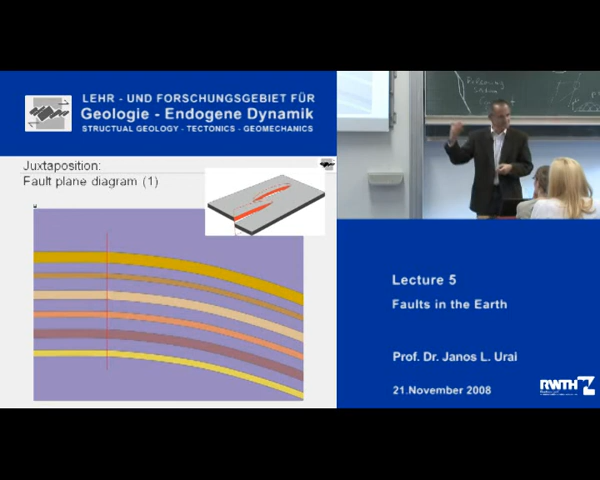 LEHR - UND FORSCHUNGSGEBIET FÜR
Geologie - Endogene Dynamik
STRUCTUAL GEOLOGY - TECTONICS - GEOMECHANICS
Juxtaposition:
Fault plane diagram (1)
Lecture 5
Faults in the Earth
Prof. Dr. Janos L. Urai
21.November 2008
RWTH